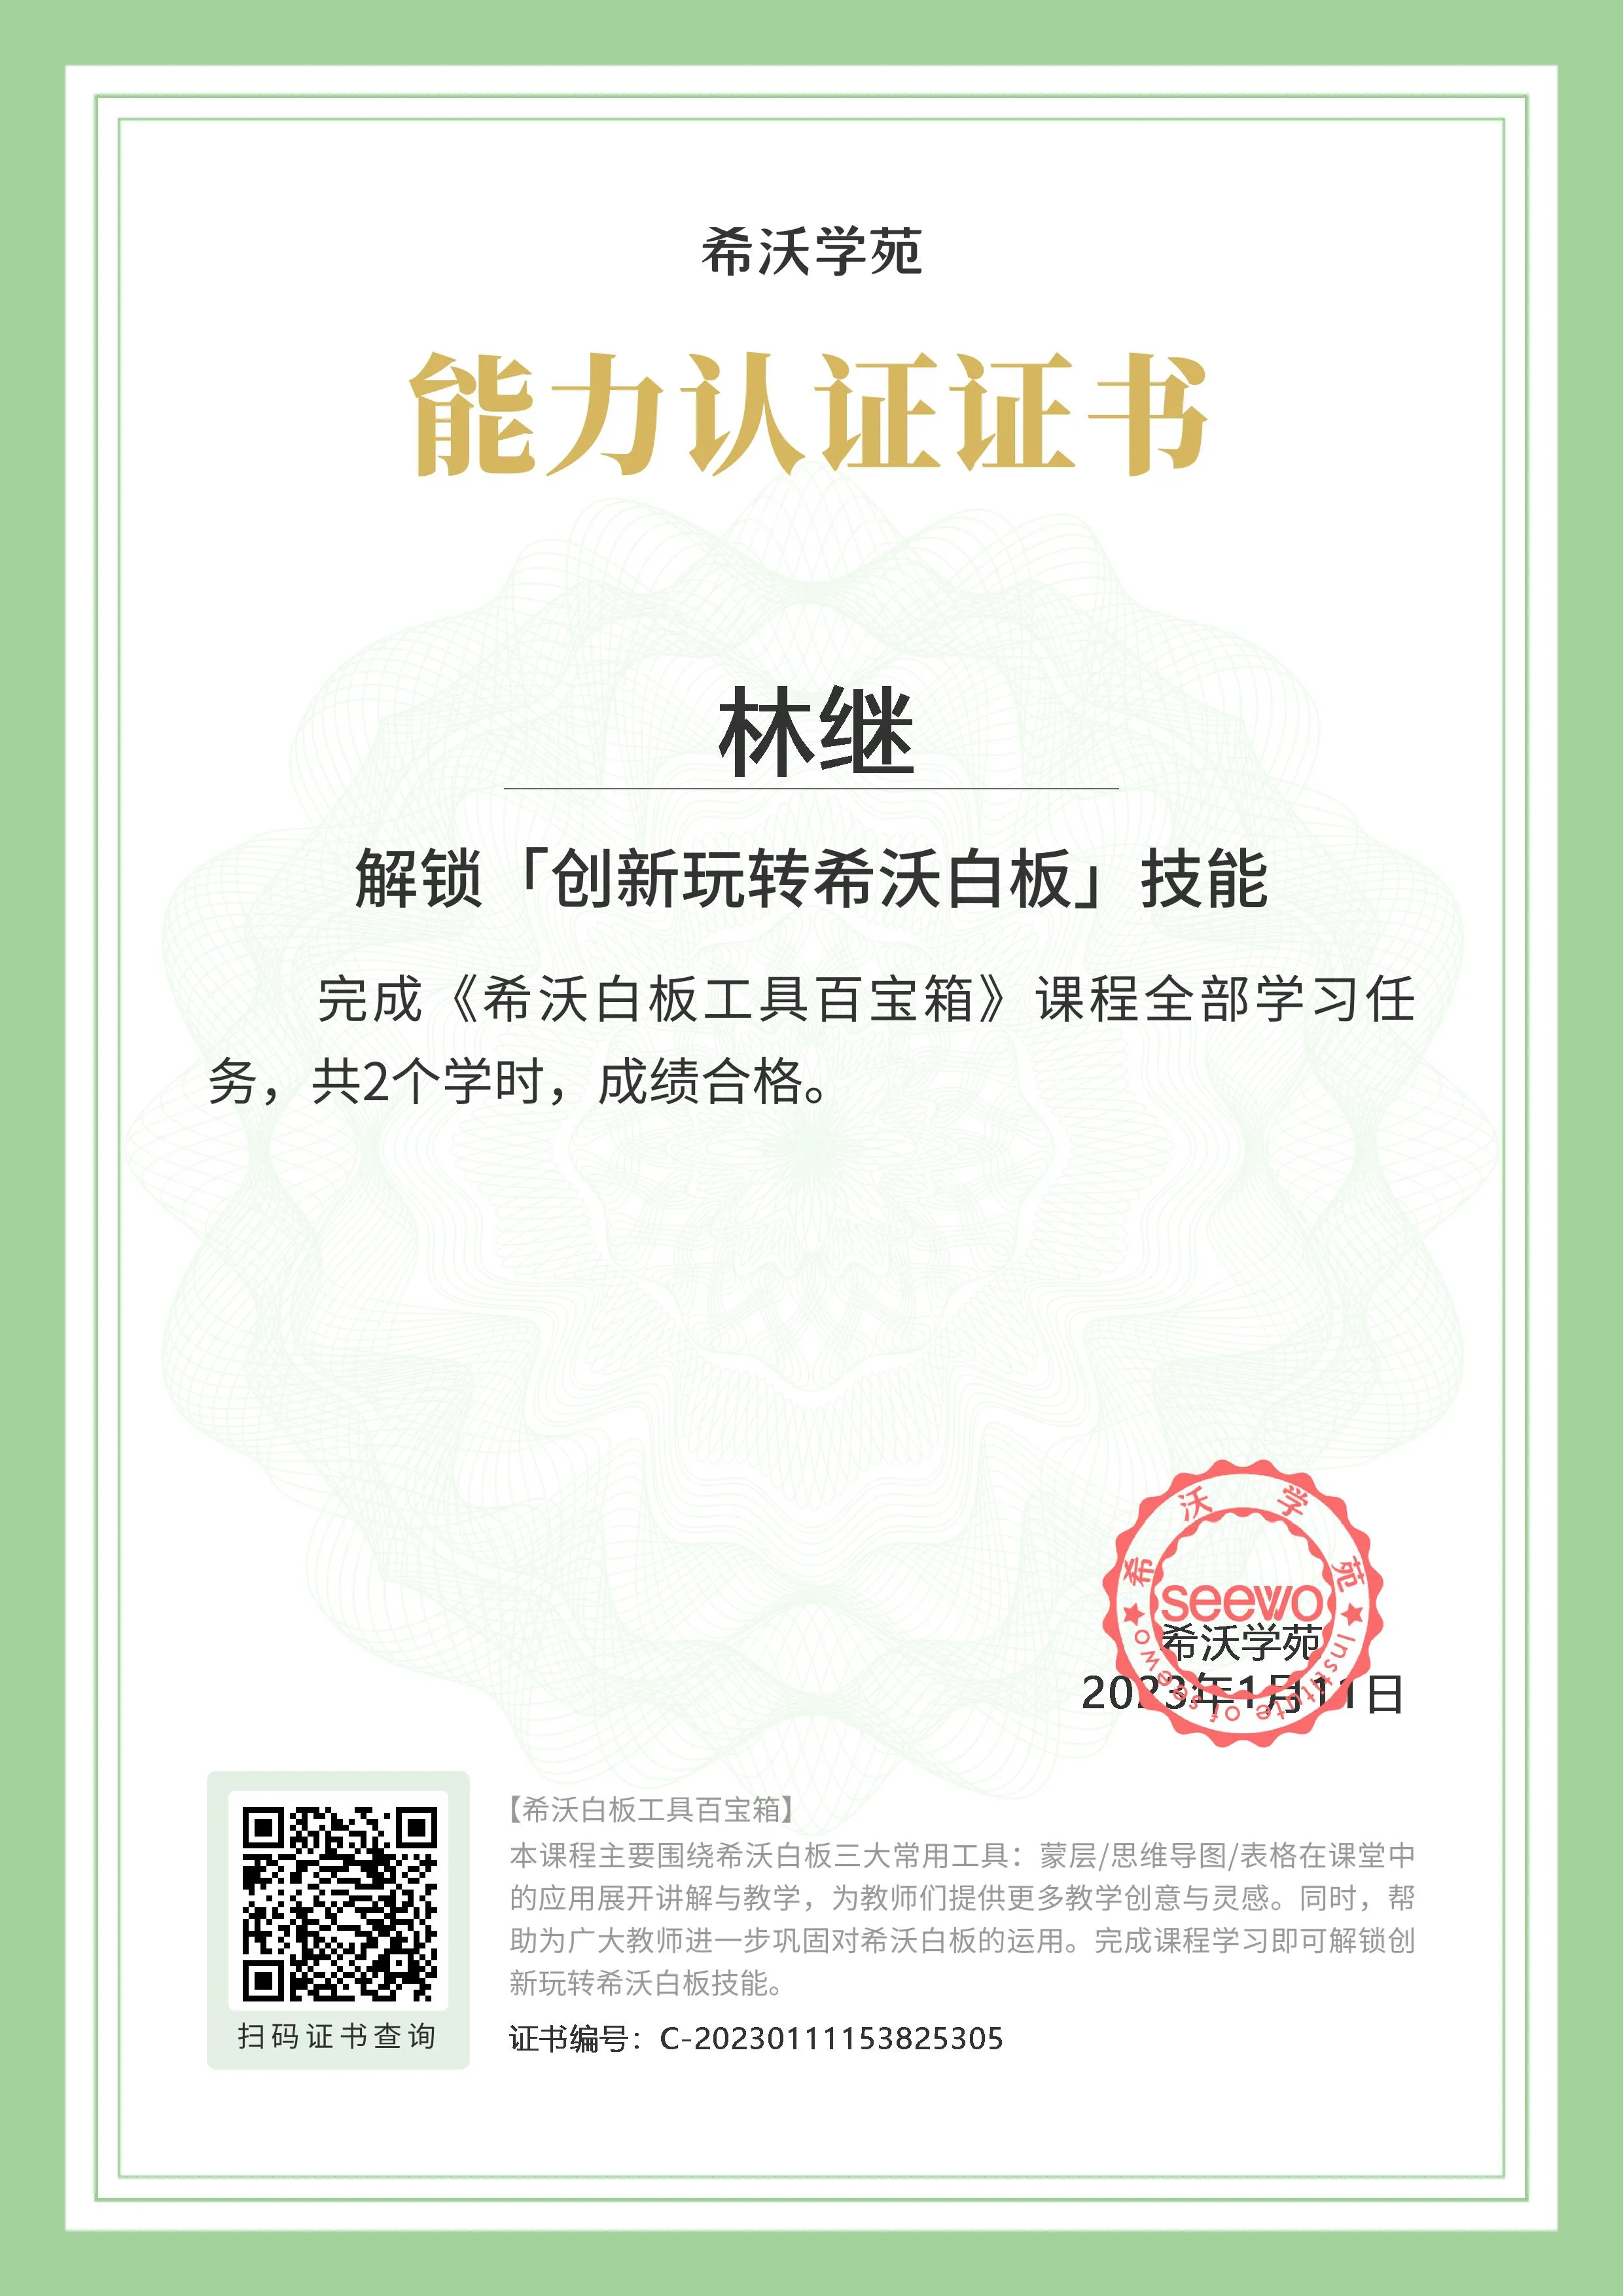 希沃学苑
能力认证证书
林继
解锁「创新玩转希沃白板」技能
完成《希沃白板工具百宝箱》课程全部学习任
务，共2个学时，成绩合格。
希沃学苑
seewo
Institute of seewo
希沃学苑
2023年1月11日
【希沃白板工具百宝箱】
本课程主要围绕希沃白板三大常用工具：蒙层/思维导图/表格在课堂中
的应用展开讲解与教学，为教师们提供更多教学创意与灵感。同时，帮
助为广大教师进一步巩固对希沃白板的运用。完成课程学习即可解锁创
新玩转希沃白板技能。
扫码证书查询
证书编号：C-20230111153825305